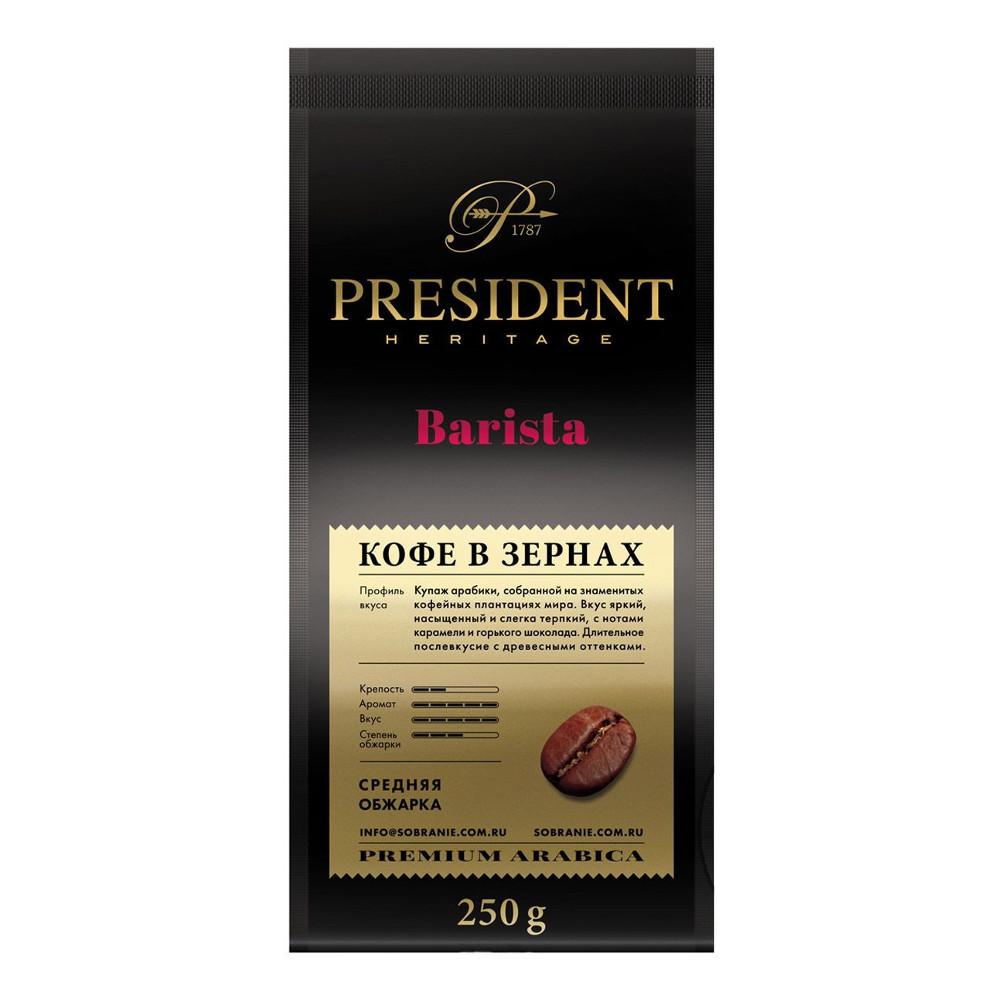 P
1787
PRESIDENT
HERITAGE
Barista
КОФЕ В ЗЕРНАХ
Профиль вкуса
Купаж арабики, собранной на знаменитых
кофейных плантациях мира. Вкус яркий,
насыщенный и слегка терпкий, с нотами
карамели и горького шоколада. Длительное
послевкусие с древесными оттенками.
Крепость
Аромат
Вкус
Степень
обжарки
СРЕДНЯЯ
ОБЖАРКА
INFO@SOBRANIE.COM.RU SOBRANIE.COM.RU
PREMIUM ARABICA
250 g